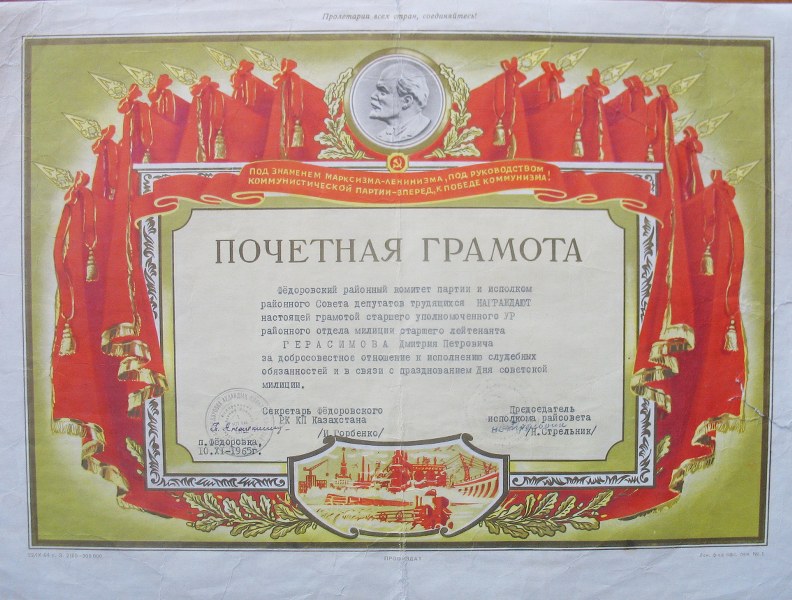 Пролетарии всех стран, соединяйтесь!
ПОД ЗНАМЕНЕМ МАРКСИЗМА-ЛЕНИНИЗМА, ПОД РУКОВОДСТВОМ
КОММУНИСТИЧЕСКОЙ ПАРТИИ-ВПЕРЕД, К ПОБЕДЕ КОММУНИЗМА!
ПОЧЕТНАЯ ГРАМОТА
Фёдоровский районный комитет партии и исполком
районного Совета депутатов трудящихся НАГРАЖДАЮТ
настоящей грамотой старшего уполномоченного УР
районного отдела милиции старшего лейтенанта
ГЕРАСИМОВА Дмитрия Петровича
за добросовестное отношение к исполнению служебных
обязанностей и в связи с празднованием Дня советской
милиции.
Секретарь Фёдоровского
РК КП Казахстана
/И.Горбенко/
Председатель
исполкома райсовета
/Н.Стрельник/
п.Фёдоровка,
10.XI-1965г.
ПРОМИЗДАТ